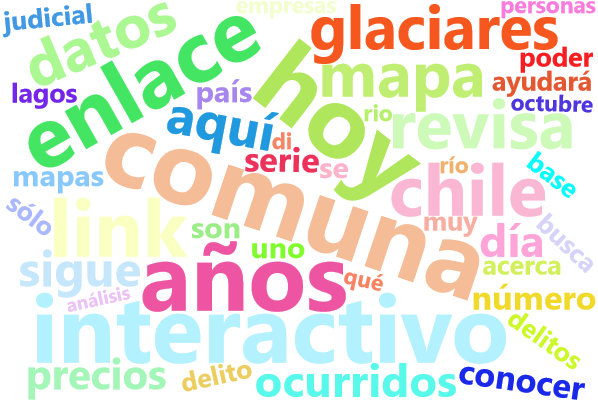 judicial
empresas
personas
datos
enlace
glaciares
poder
lagos
país
hoy
mapa
ayudará
octubre
aquí
di
rio
revisa
serie
se
río
base
mapas
comuna
chile
sólo
link
son
muy
busca
día
sigue
años
uno
qué
acerca
análisis
número
interactivo
delitos
precios
delito
ocurridos
conocer